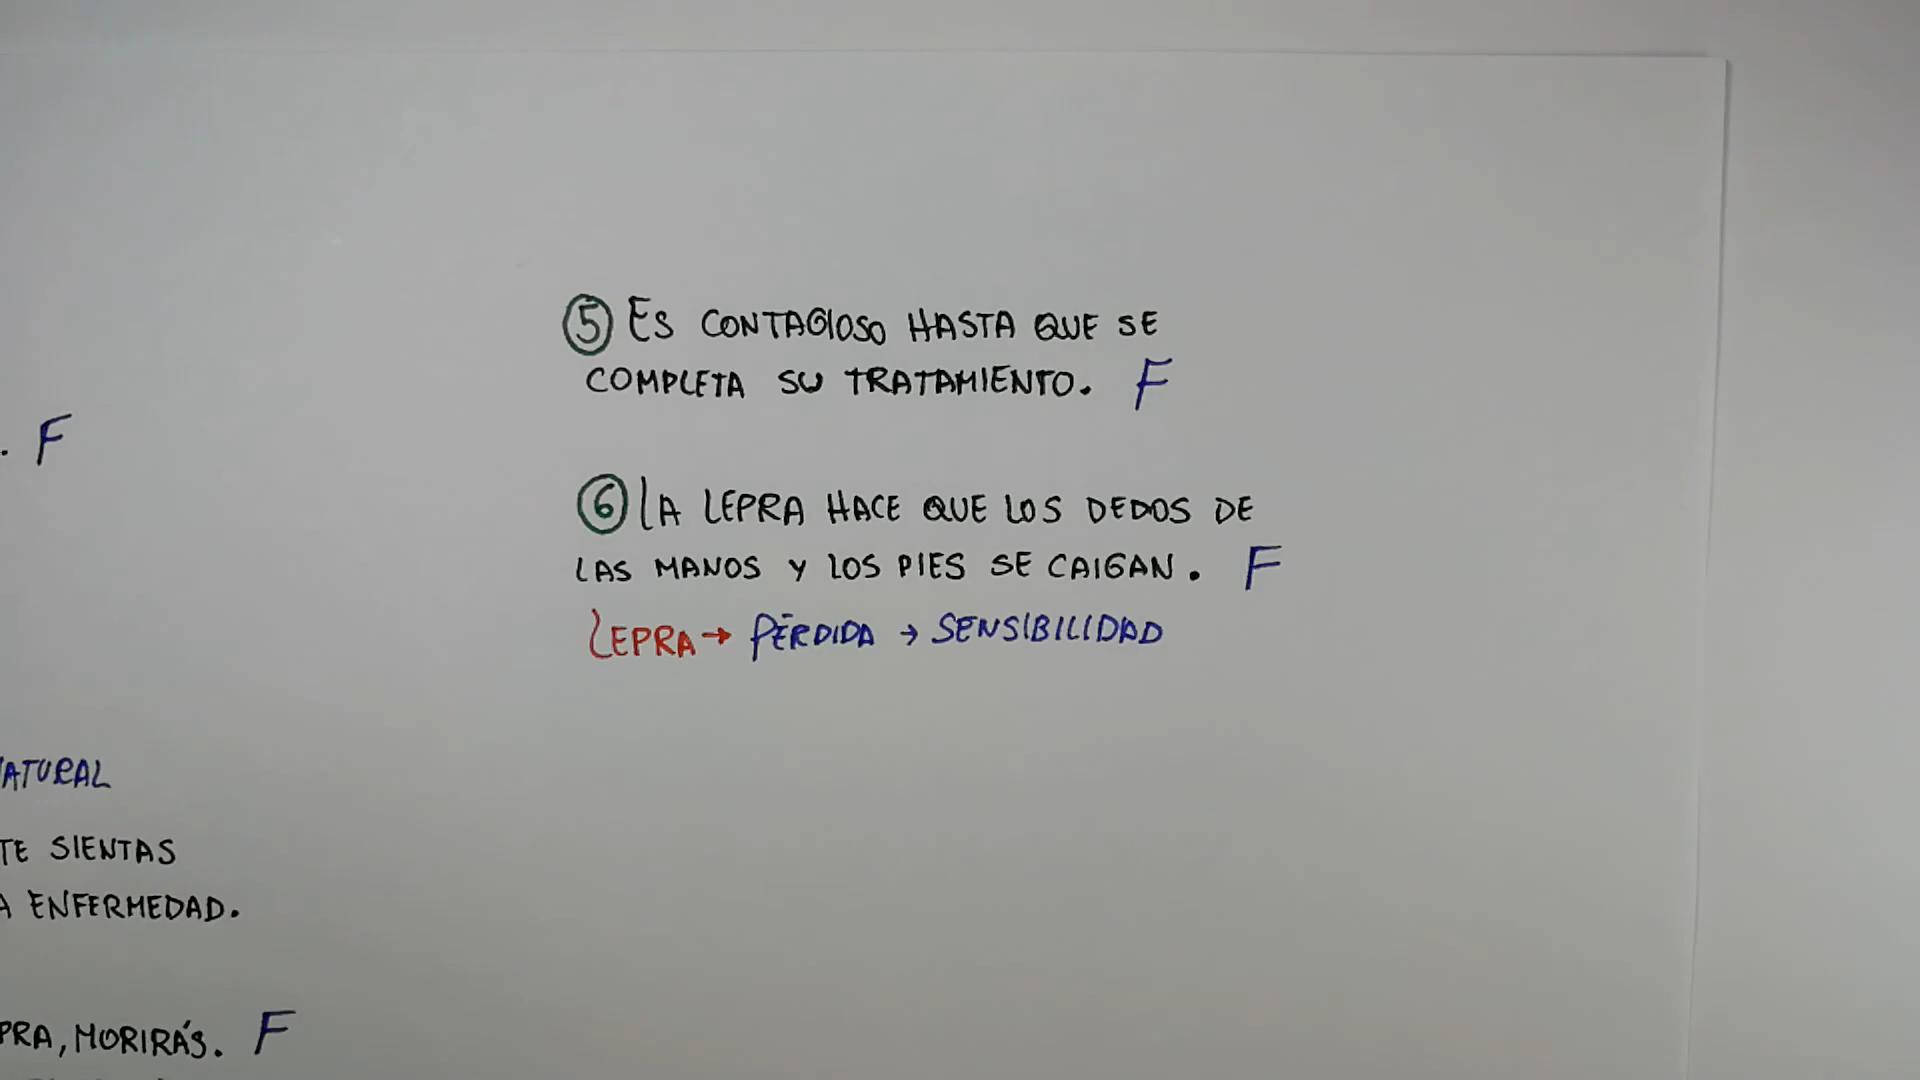 . F
ATURAL
TE SIENTAS
A ENFERMEDAD.
PRA, MORIRÁS. F
5 ES CONTAGIOSO HASTA QUE SE
COMPLETA SU TRATAMIENTO. F
6 LA LEPRA HACE QUE LOS DEDOS DE
LAS MANOS Y LOS PIES SE CAIGAN. F
LEPRA → PÉRDIDA → SENSIBILIDAD